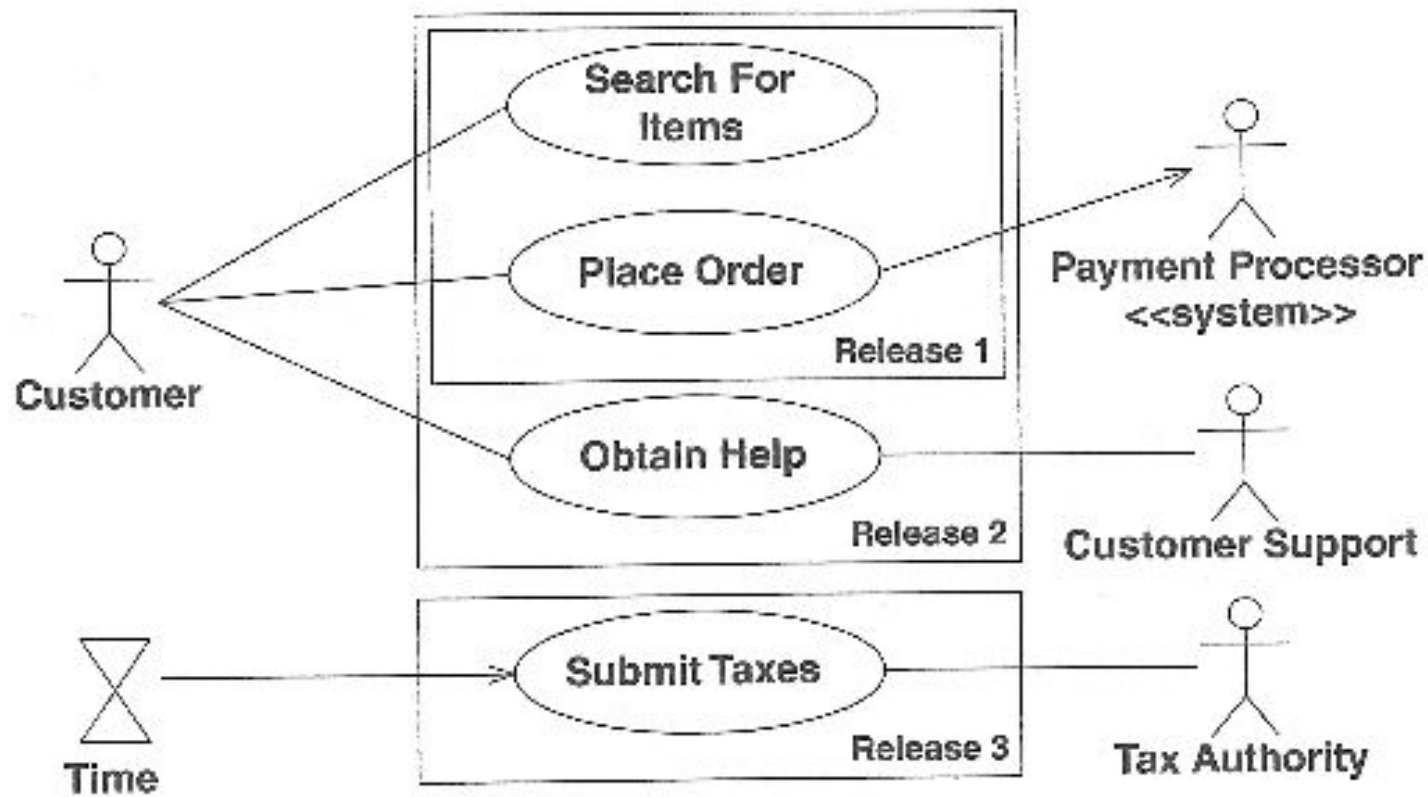 Search For
Items
Place Order
Payment Processor
<<system>>
Release 1
Customer
Obtain Help
Release 2
Customer Support
Submit Taxes
Release 3
Time
Tax Authority